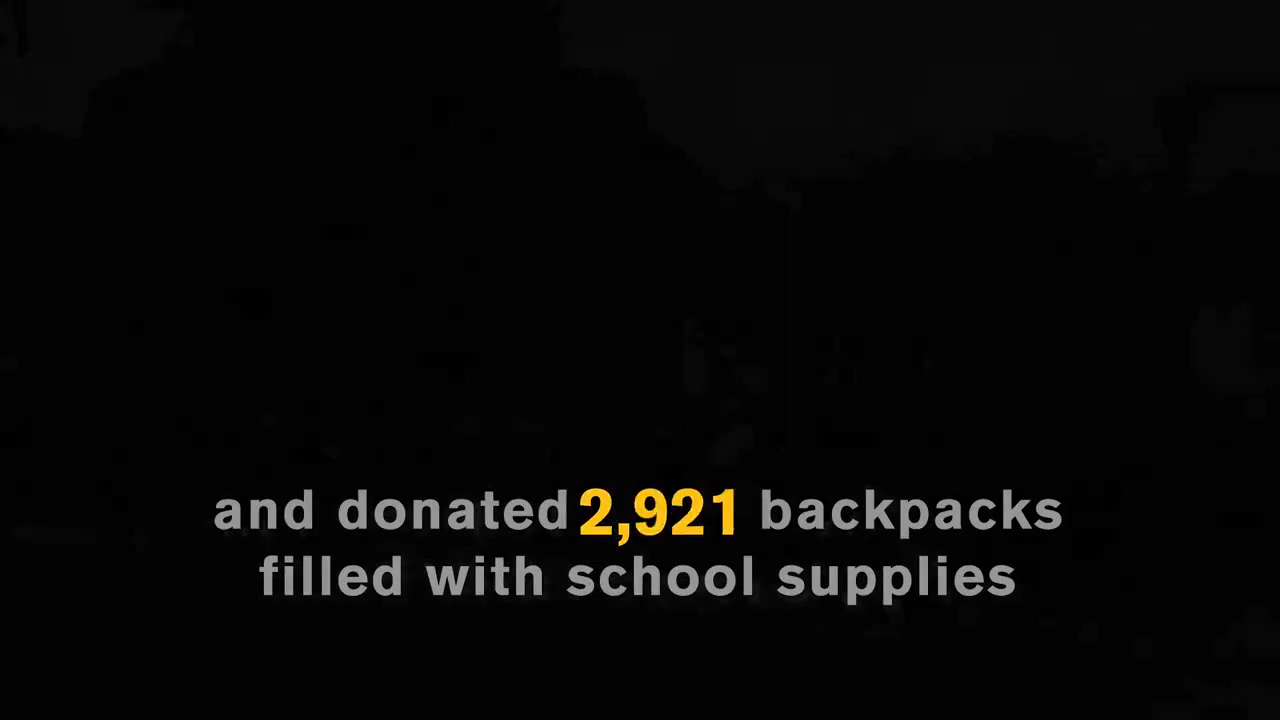 and donated 2,921 backpacks
filled with school supplies